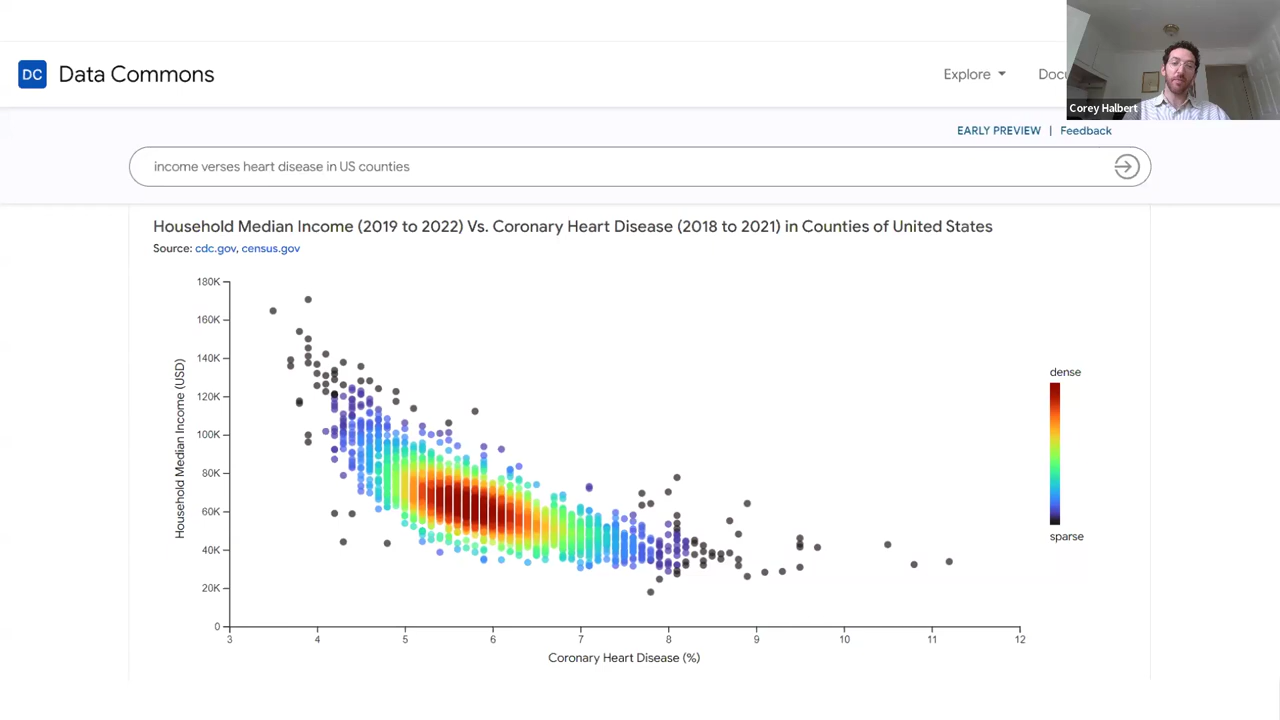 DC Data Commons
Explore
Docu
Corey Halbert
EARLY PREVIEW | Feedback
income verses heart disease in US counties
Household Median Income (2019 to 2022) Vs. Coronary Heart Disease (2018 to 2021) in Counties of United States
Source: cdc.gov, census.gov
180K
160K
140K
120K
100K
80K
60K
40K
20K
0
Household Median Income (USD)
3 4 5 6 7 8 9 10 11 12
Coronary Heart Disease (%)
dense
sparse